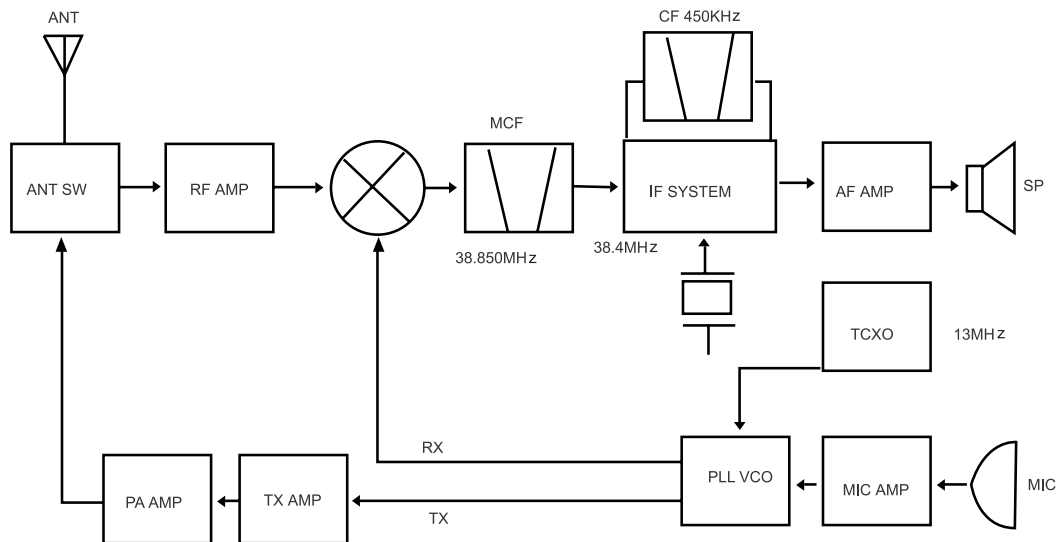 ANT
CF 450KHz
MCF
ANT SW
RF AMP
IF SYSTEM
AF AMP
SP
38.850MHz
38.4MHz
TCXO
13MHz
RX
PLL VCO
MIC AMP
MIC
PA AMP
TX AMP
TX